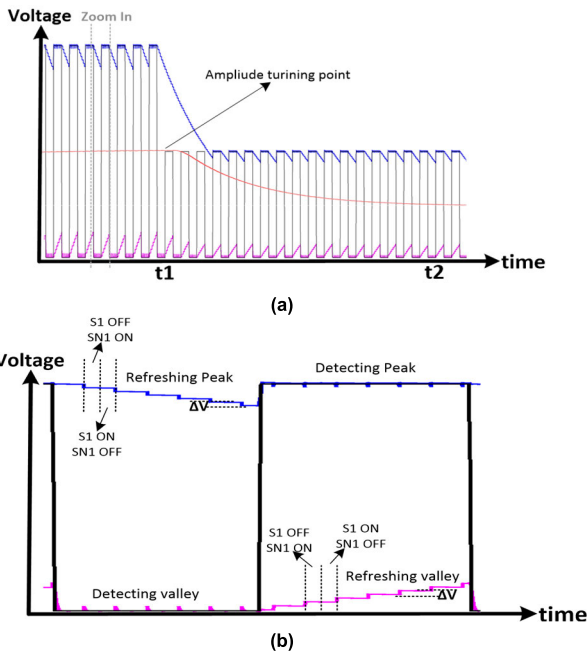 Voltage
Zoom In
Ampliude turining point
t1
t2
time
(a)
S1 OFF
SN1 ON
Voltage
Refreshing Peak
Detecting Peak
ΔV
S1 ON
SN1 OFF
S1 OFF
SN1 ON
S1 ON
SN1 OFF
Refreshing valley
ΔV
Detecting valley
time
(b)